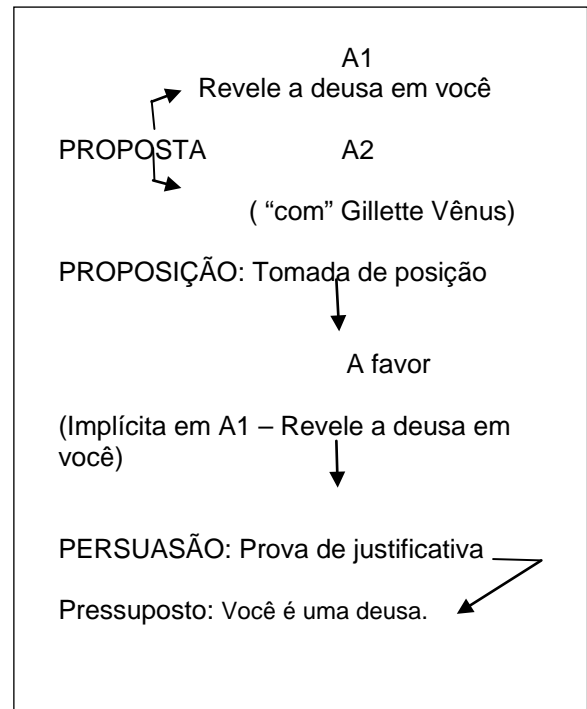 A1
Revele a deusa em você
PROPOSTA A2
( “com” Gillette Vênus)
PROPOSIÇÃO: Tomada de posição
A favor
(Implícita em A1 – Revele a deusa em
você)
PERSUASÃO: Prova de justificativa
Pressuposto: Você é uma deusa.